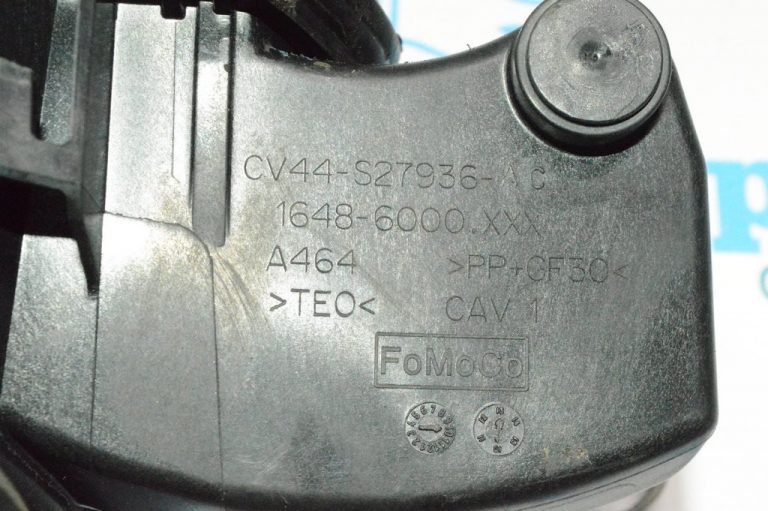 CV44-S27936-AC
1648-6000.XXX
A464 >PP+GF30<
>TEO< CAV 1
FoMoCo